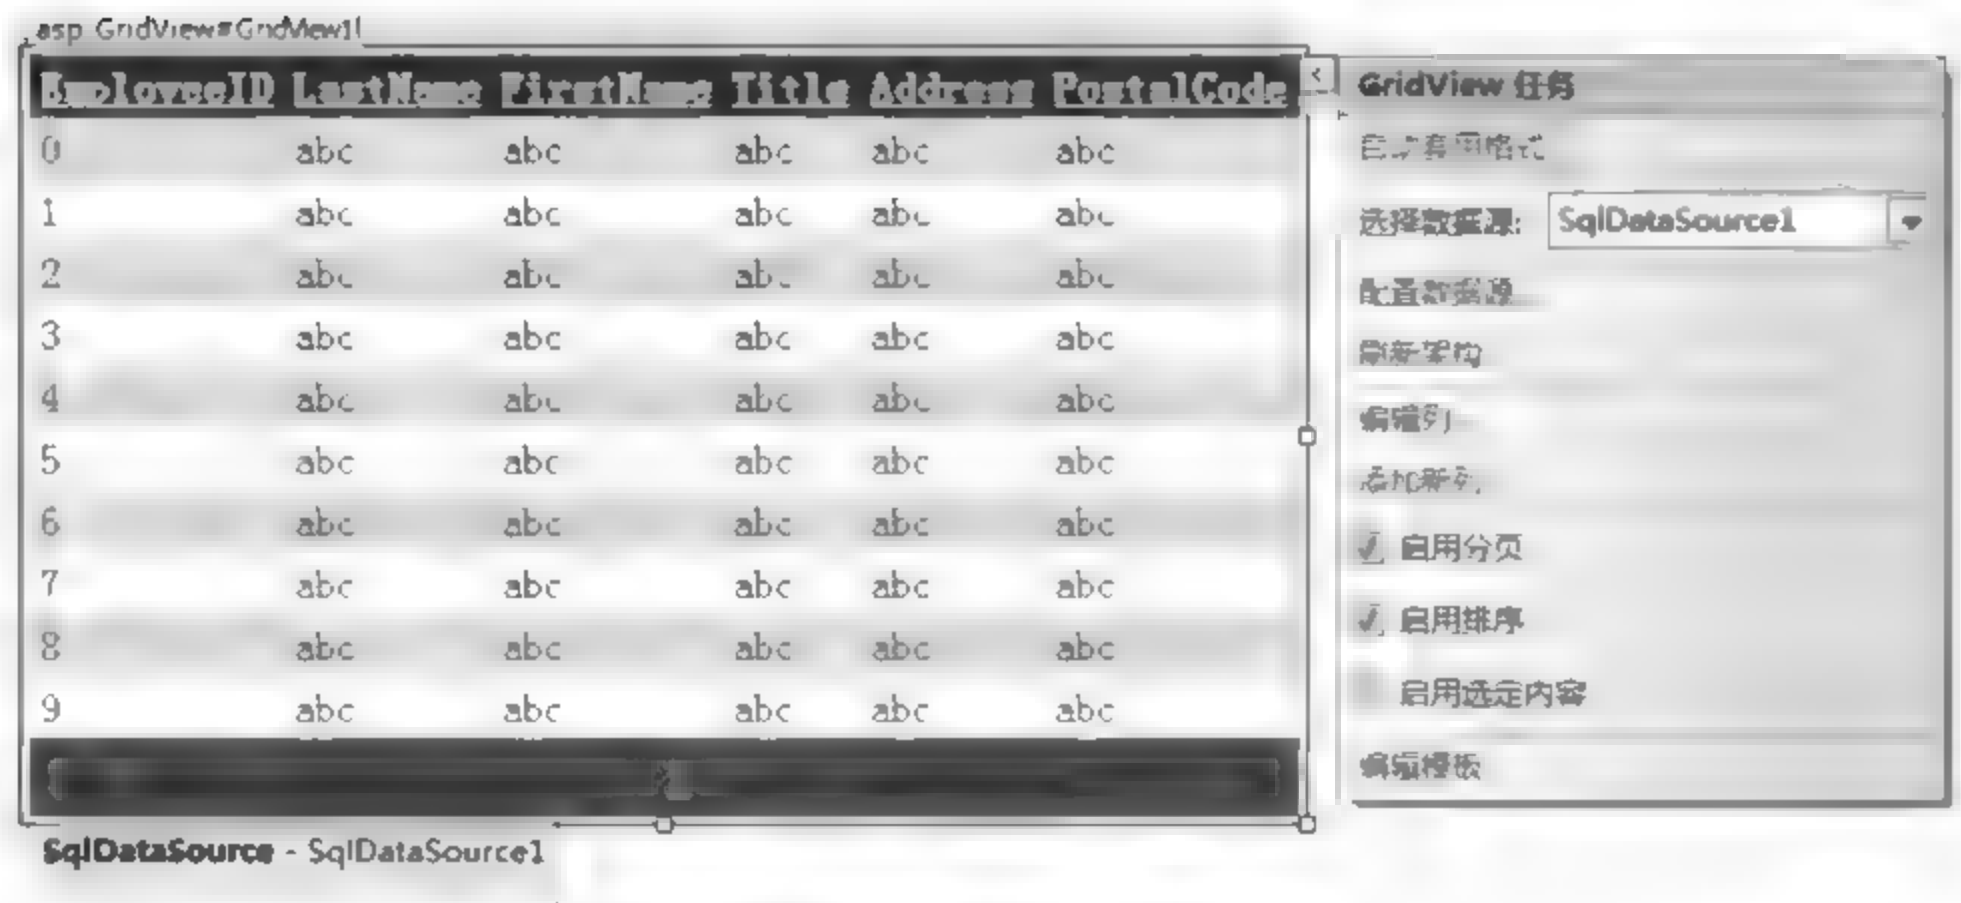 asp GridView#GridView1
EmployeeID LastName FirstName Title Address PostalCode
0 abc abc abc abc abc
1 abc abc abc abc abc
2 abc abc abc abc abc
3 abc abc abc abc abc
4 abc abc abc abc abc
5 abc abc abc abc abc
6 abc abc abc abc abc
7 abc abc abc abc abc
8 abc abc abc abc abc
9 abc abc abc abc abc
SqlDataSource - SqlDataSource1
GridView 任务
自动套用格式
选择数据源: SqlDataSource1
配置数据源
刷新架构
编辑列
添加新列
启用分页
启用排序
启用选定内容
编辑模板